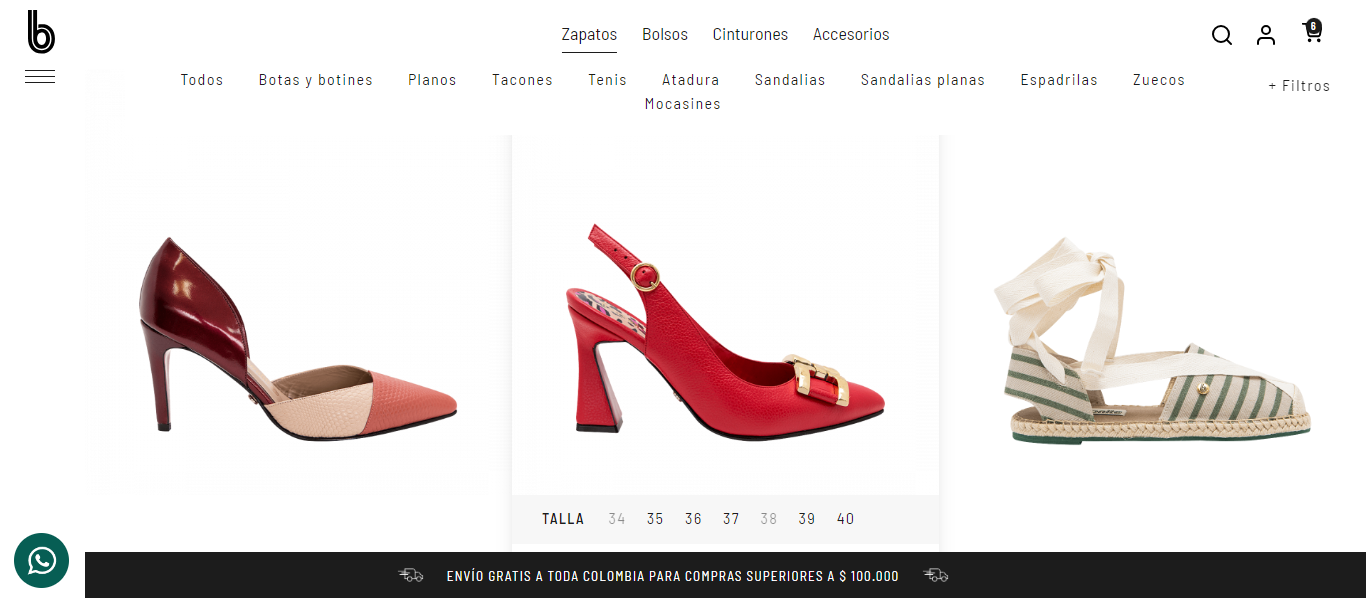 b
Zapatos Bolsos Cinturones Accesorios
6
Todos Botas y botines Planos Tacones Tenis Atadura Sandalias Sandalias planas Espadrilas Zuecos
Mocasines
+ Filtros
TALLA 34 35 36 37 38 39 40
ENVÍO GRATIS A TODA COLOMBIA PARA COMPRAS SUPERIORES A $ 100.000